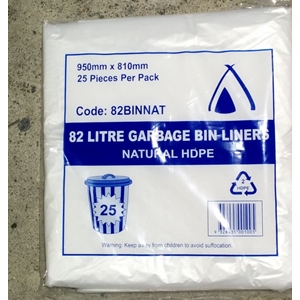 950mm x 810mm
25 Pieces Per Pack
Code: 82BINNAT
82 LITRE GARBAGE BIN LINERS
NATURAL HDPE
25
2
HDPE
Warning: Keep away from children to avoid suffocation.